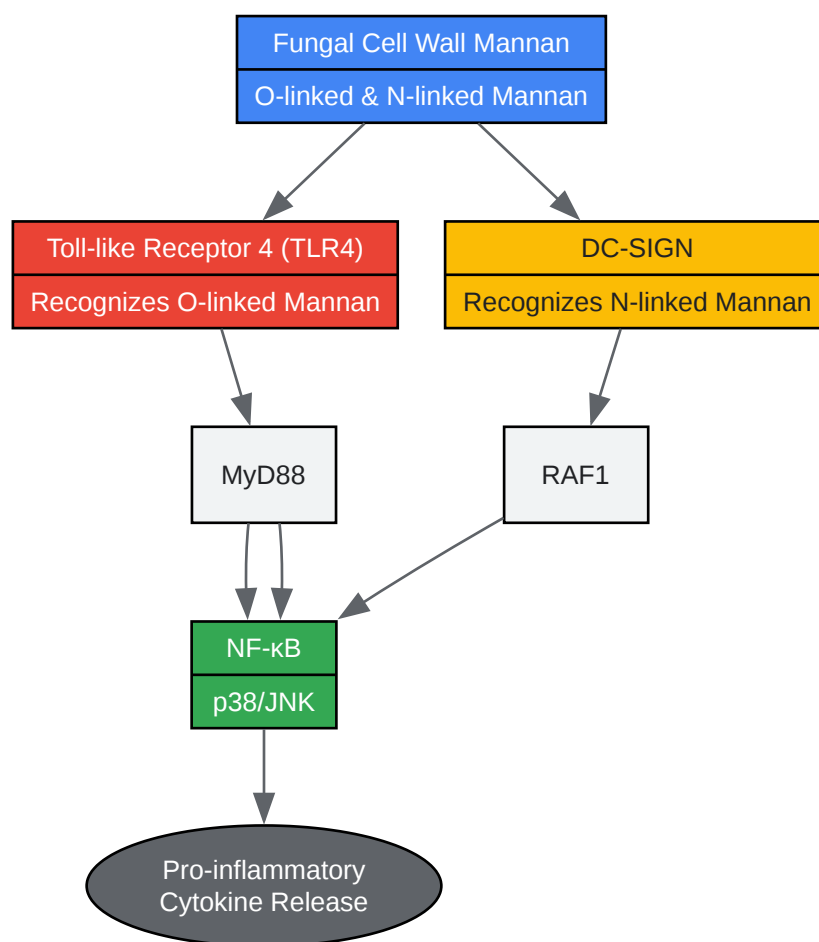 Fungal Cell Wall Mannan
O-linked & N-linked Mannan
Toll-like Receptor 4 (TLR4)
Recognizes O-linked Mannan
DC-SIGN
Recognizes N-linked Mannan
MyD88
RAF1
NF-κB
p38/JNK
Pro-inflammatory
Cytokine Release